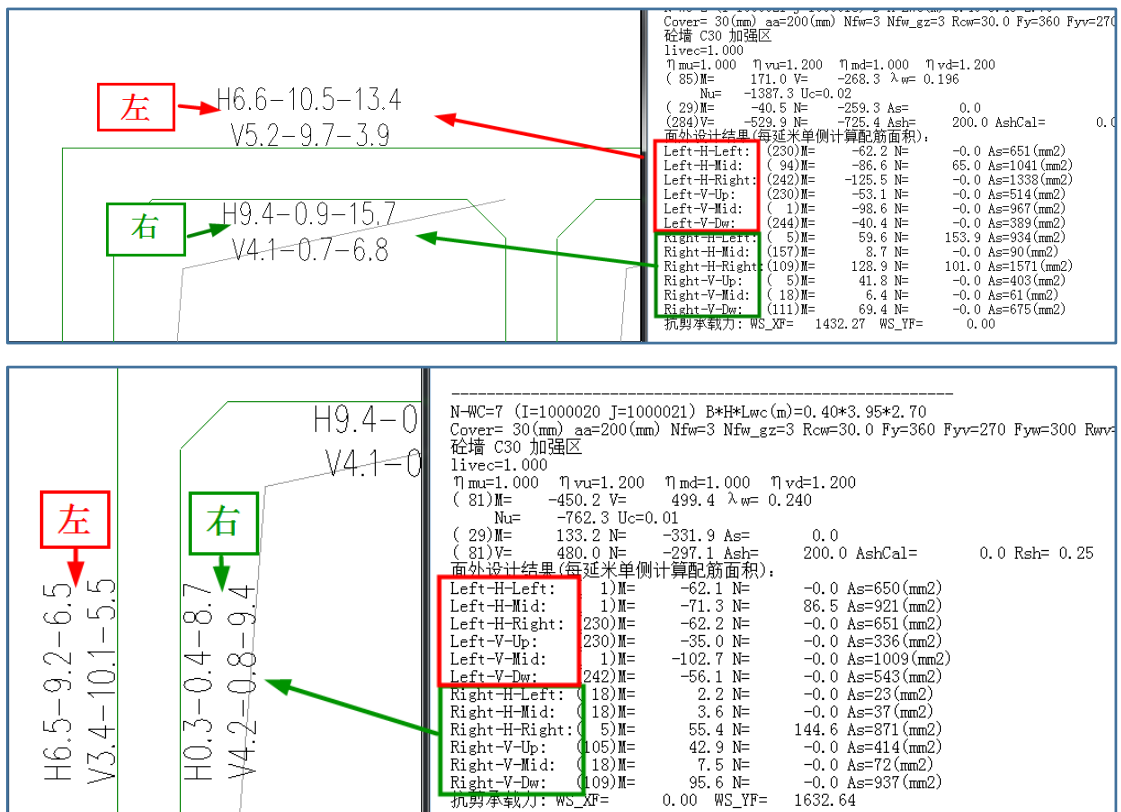 左
H6.6-10.5-13.4
V5.2-9.7-3.9
右
H9.4-0.9-15.7
V4.1-0.7-6.8
Cover= 30(mm) aa=200(mm) Nfw=3 Nfw_gz=3 Rcw=30.0 Fy=360 Fyv=270
砼墙 C30 加强区
livec=1.000
ηmu=1.000 ηvu=1.200 ηmd=1.000 ηvd=1.200
( 85)M= 171.0 V= -268.3 λw= 0.196
Nu= -1387.3 Uc=0.02
( 29)M= -40.5 N= -259.3 As= 0.0
(284)V= -529.9 N= -725.4 Ash= 200.0 AshCal= 0.0
面外设计结果(每延米单侧计算配筋面积):
Left-H-Left: (230)M= -62.2 N= -0.0 As=651(mm2)
Left-H-Mid: ( 94)M= -86.6 N= 65.0 As=1041(mm2)
Left-H-Right: (242)M= -125.5 N= -0.0 As=1338(mm2)
Left-V-Up: (230)M= -53.1 N= -0.0 As=514(mm2)
Left-V-Mid: ( 1)M= -98.6 N= -0.0 As=967(mm2)
Left-V-Dw: (244)M= -40.4 N= -0.0 As=389(mm2)
Right-H-Left: ( 5)M= 59.6 N= 153.9 As=934(mm2)
Right-H-Mid: (157)M= 8.7 N= -0.0 As=90(mm2)
Right-H-Right:(109)M= 128.9 N= 101.0 As=1571(mm2)
Right-V-Up: ( 5)M= 41.8 N= -0.0 As=403(mm2)
Right-V-Mid: ( 18)M= 6.4 N= -0.0 As=61(mm2)
Right-V-Dw: (111)M= 69.4 N= -0.0 As=675(mm2)
抗剪承载力: WS_XF= 1432.27 WS_YF= 0.00
H9.4-0
V4.1-0
左
右
H6.5-9.2-6.5
V3.4-10.1-5.5
H0.3-0.4-8.7
V4.2-0.8-9.4
N-WC=7 (I=1000020 J=1000021) B*H*Lwc(m)=0.40*3.95*2.70
Cover= 30(mm) aa=200(mm) Nfw=3 Nfw_gz=3 Rcw=30.0 Fy=360 Fyv=270 Fyw=300 Rwv=
砼墙 C30 加强区
livec=1.000
ηmu=1.000 ηvu=1.200 ηmd=1.000 ηvd=1.200
( 81)M= -450.2 V= 499.4 λw= 0.240
Nu= -762.3 Uc=0.01
( 29)M= 133.2 N= -331.9 As= 0.0
( 81)V= 480.0 N= -297.1 Ash= 200.0 AshCal= 0.0 Rsh= 0.25
面外设计结果(每延米单侧计算配筋面积):
Left-H-Left: 1)M= -62.1 N= -0.0 As=650(mm2)
Left-H-Mid: 1)M= -71.3 N= 86.5 As=921(mm2)
Left-H-Right: (230)M= -62.2 N= -0.0 As=651(mm2)
Left-V-Up: (230)M= -35.0 N= -0.0 As=336(mm2)
Left-V-Mid: 1)M= -102.7 N= -0.0 As=1009(mm2)
Left-V-Dw: (242)M= -56.1 N= -0.0 As=543(mm2)
Right-H-Left: ( 18)M= 2.2 N= -0.0 As=23(mm2)
Right-H-Mid: ( 18)M= 3.6 N= -0.0 As=37(mm2)
Right-H-Right:( 5)M= 55.4 N= 144.6 As=871(mm2)
Right-V-Up: (105)M= 42.9 N= -0.0 As=414(mm2)
Right-V-Mid: ( 18)M= 7.5 N= -0.0 As=72(mm2)
Right-V-Dw: (109)M= 95.6 N= -0.0 As=937(mm2)
抗剪承载力: WS_XF= 0.00 WS_YF= 1632.64